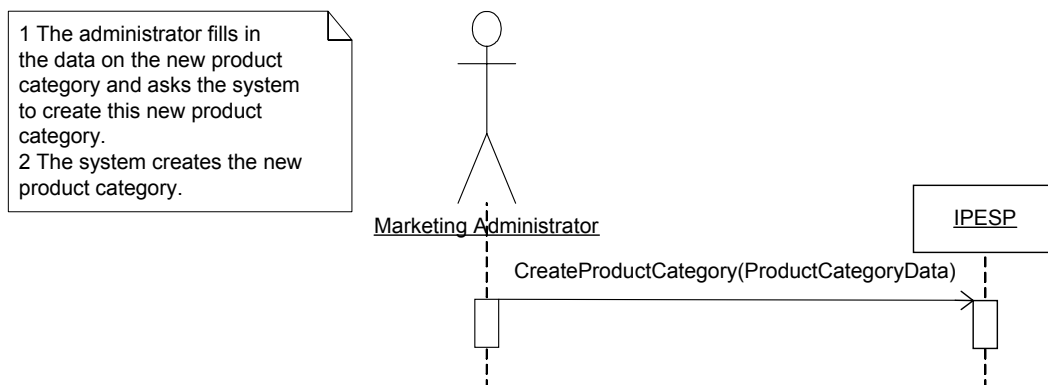 1 The administrator fills in
the data on the new product
category and asks the system
to create this new product
category.
2 The system creates the new
product category.
Marketing Administrator
IPESP
CreateProductCategory(ProductCategoryData)